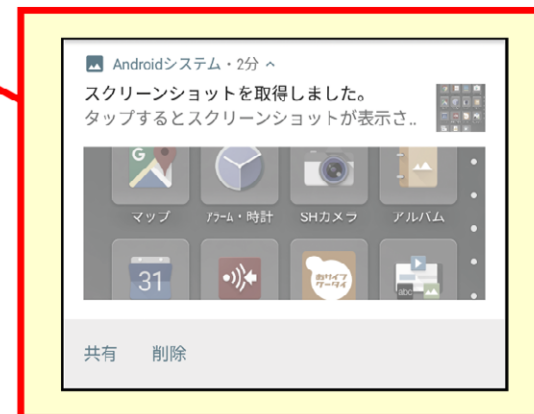 Androidシステム・2分
スクリーンショットを取得しました。
タップするとスクリーンショットが表示さ..
G
マップ
アラーム・時計
SHカメラ
アルバム
31
おサイフ
ケータイ
abc
共有
削除